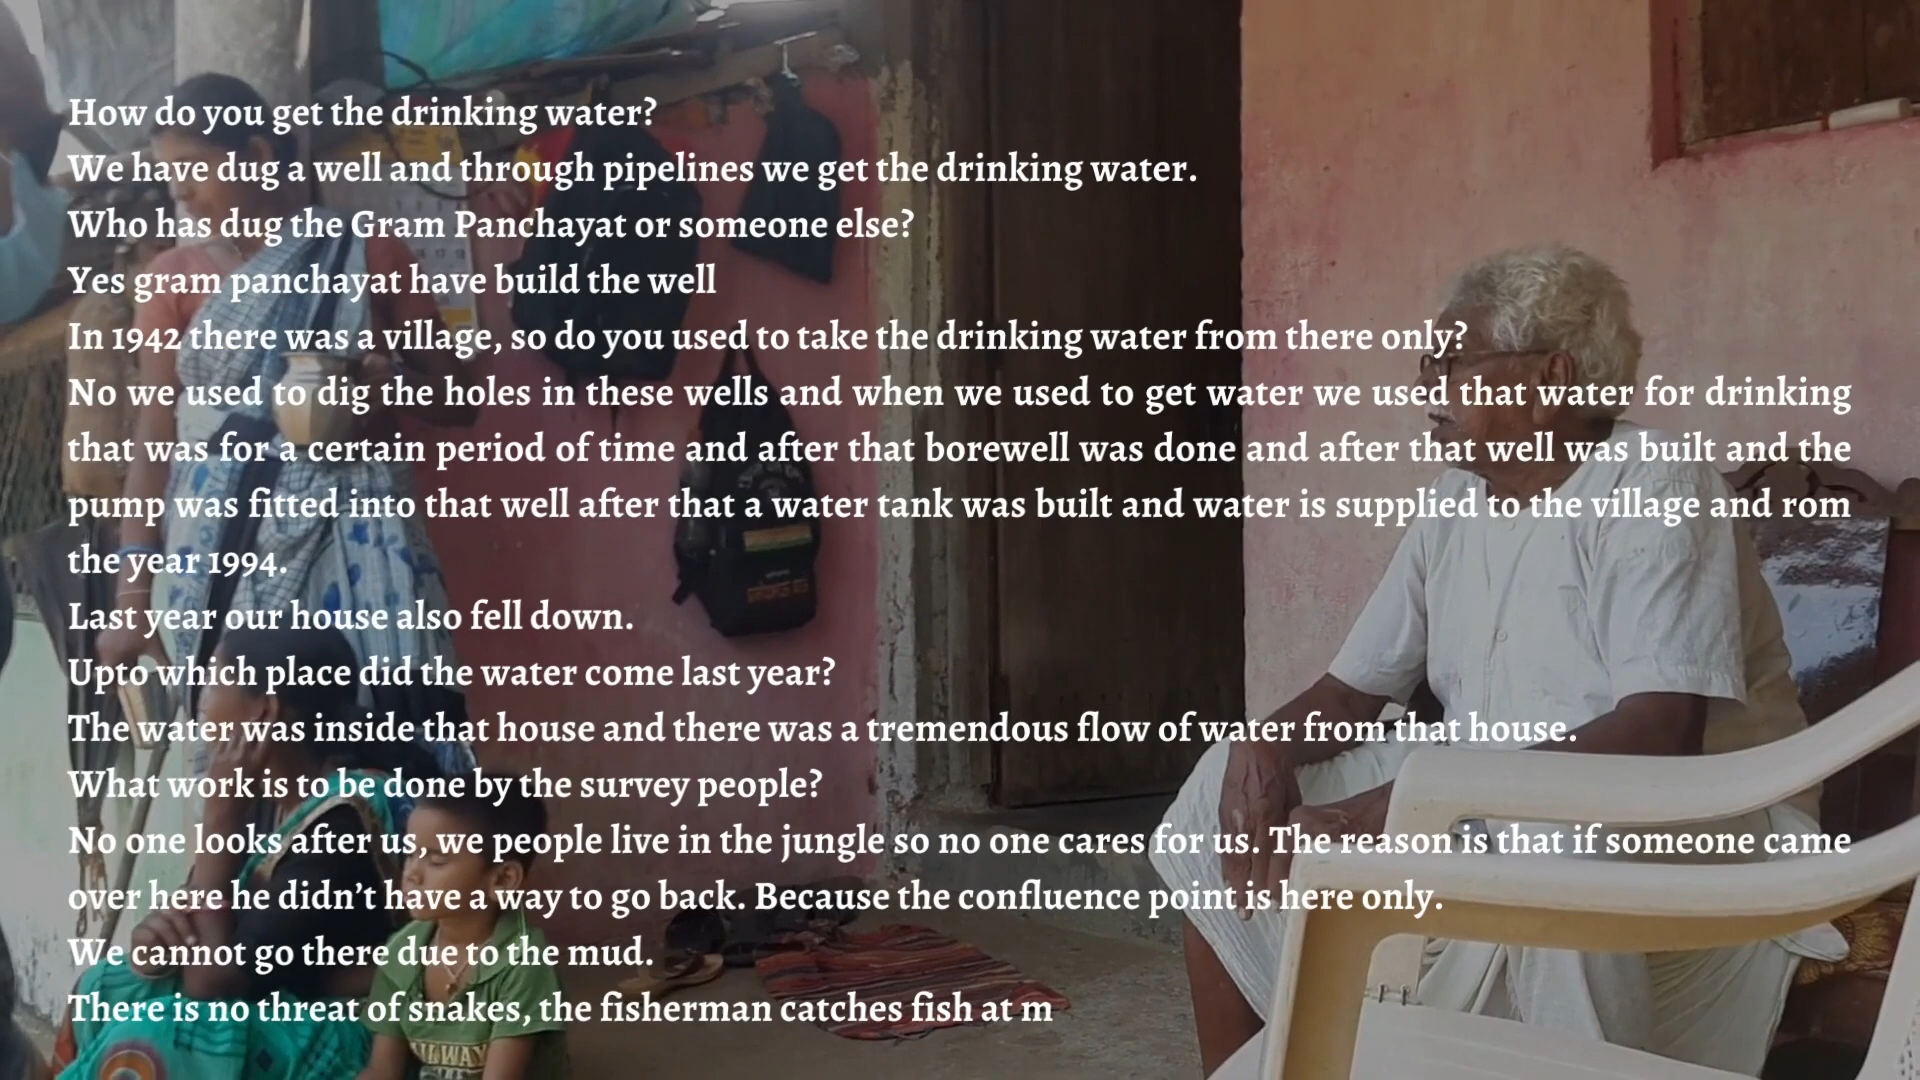 How do you get the drinking water?
We have dug a well and through pipelines we get the drinking water.
Who has dug the Gram Panchayat or someone else?
Yes gram panchayat have build the well
In 1942 there was a village, so do you used to take the drinking water from there only?
No we used to dig the holes in these wells and when we used to get water we used that water for drinking
that was for a certain period of time and after that borewell was done and after that well was built and the
pump was fitted into that well after that a water tank was built and water is supplied to the village and rom
the year 1994.
Last year our house also fell down.
Upto which place did the water come last year?
The water was inside that house and there was a tremendous flow of water from that house.
What work is to be done by the survey people?
No one looks after us, we people live in the jungle so no one cares for us. The reason is that if someone came
over here he didn’t have a way to go back. Because the confluence point is here only.
We cannot go there due to the mud.
There is no threat of snakes, the fisherman catches fish at m